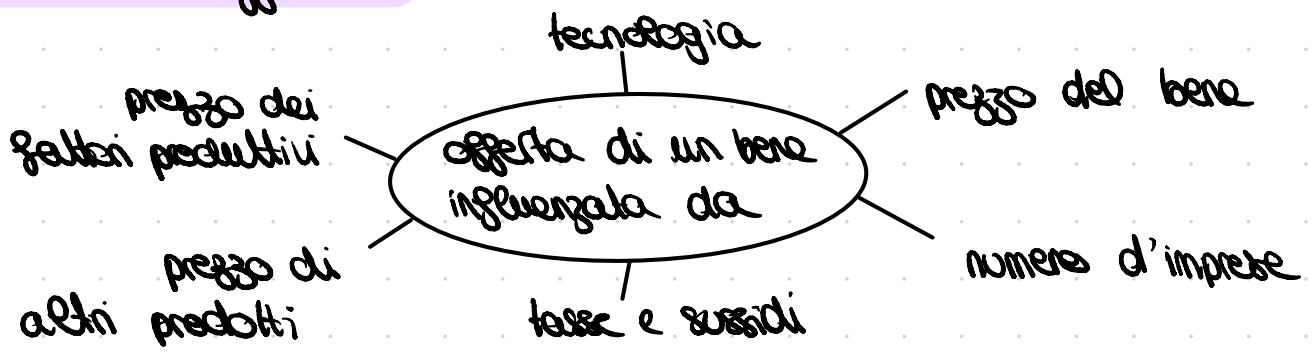 tecnologia
prezzo dei
fattori produttivi
prezzo del bene
offerta di un bene
influenzata da
prezzo di
altri prodotti
numero d'imprese
tasse e sussidi